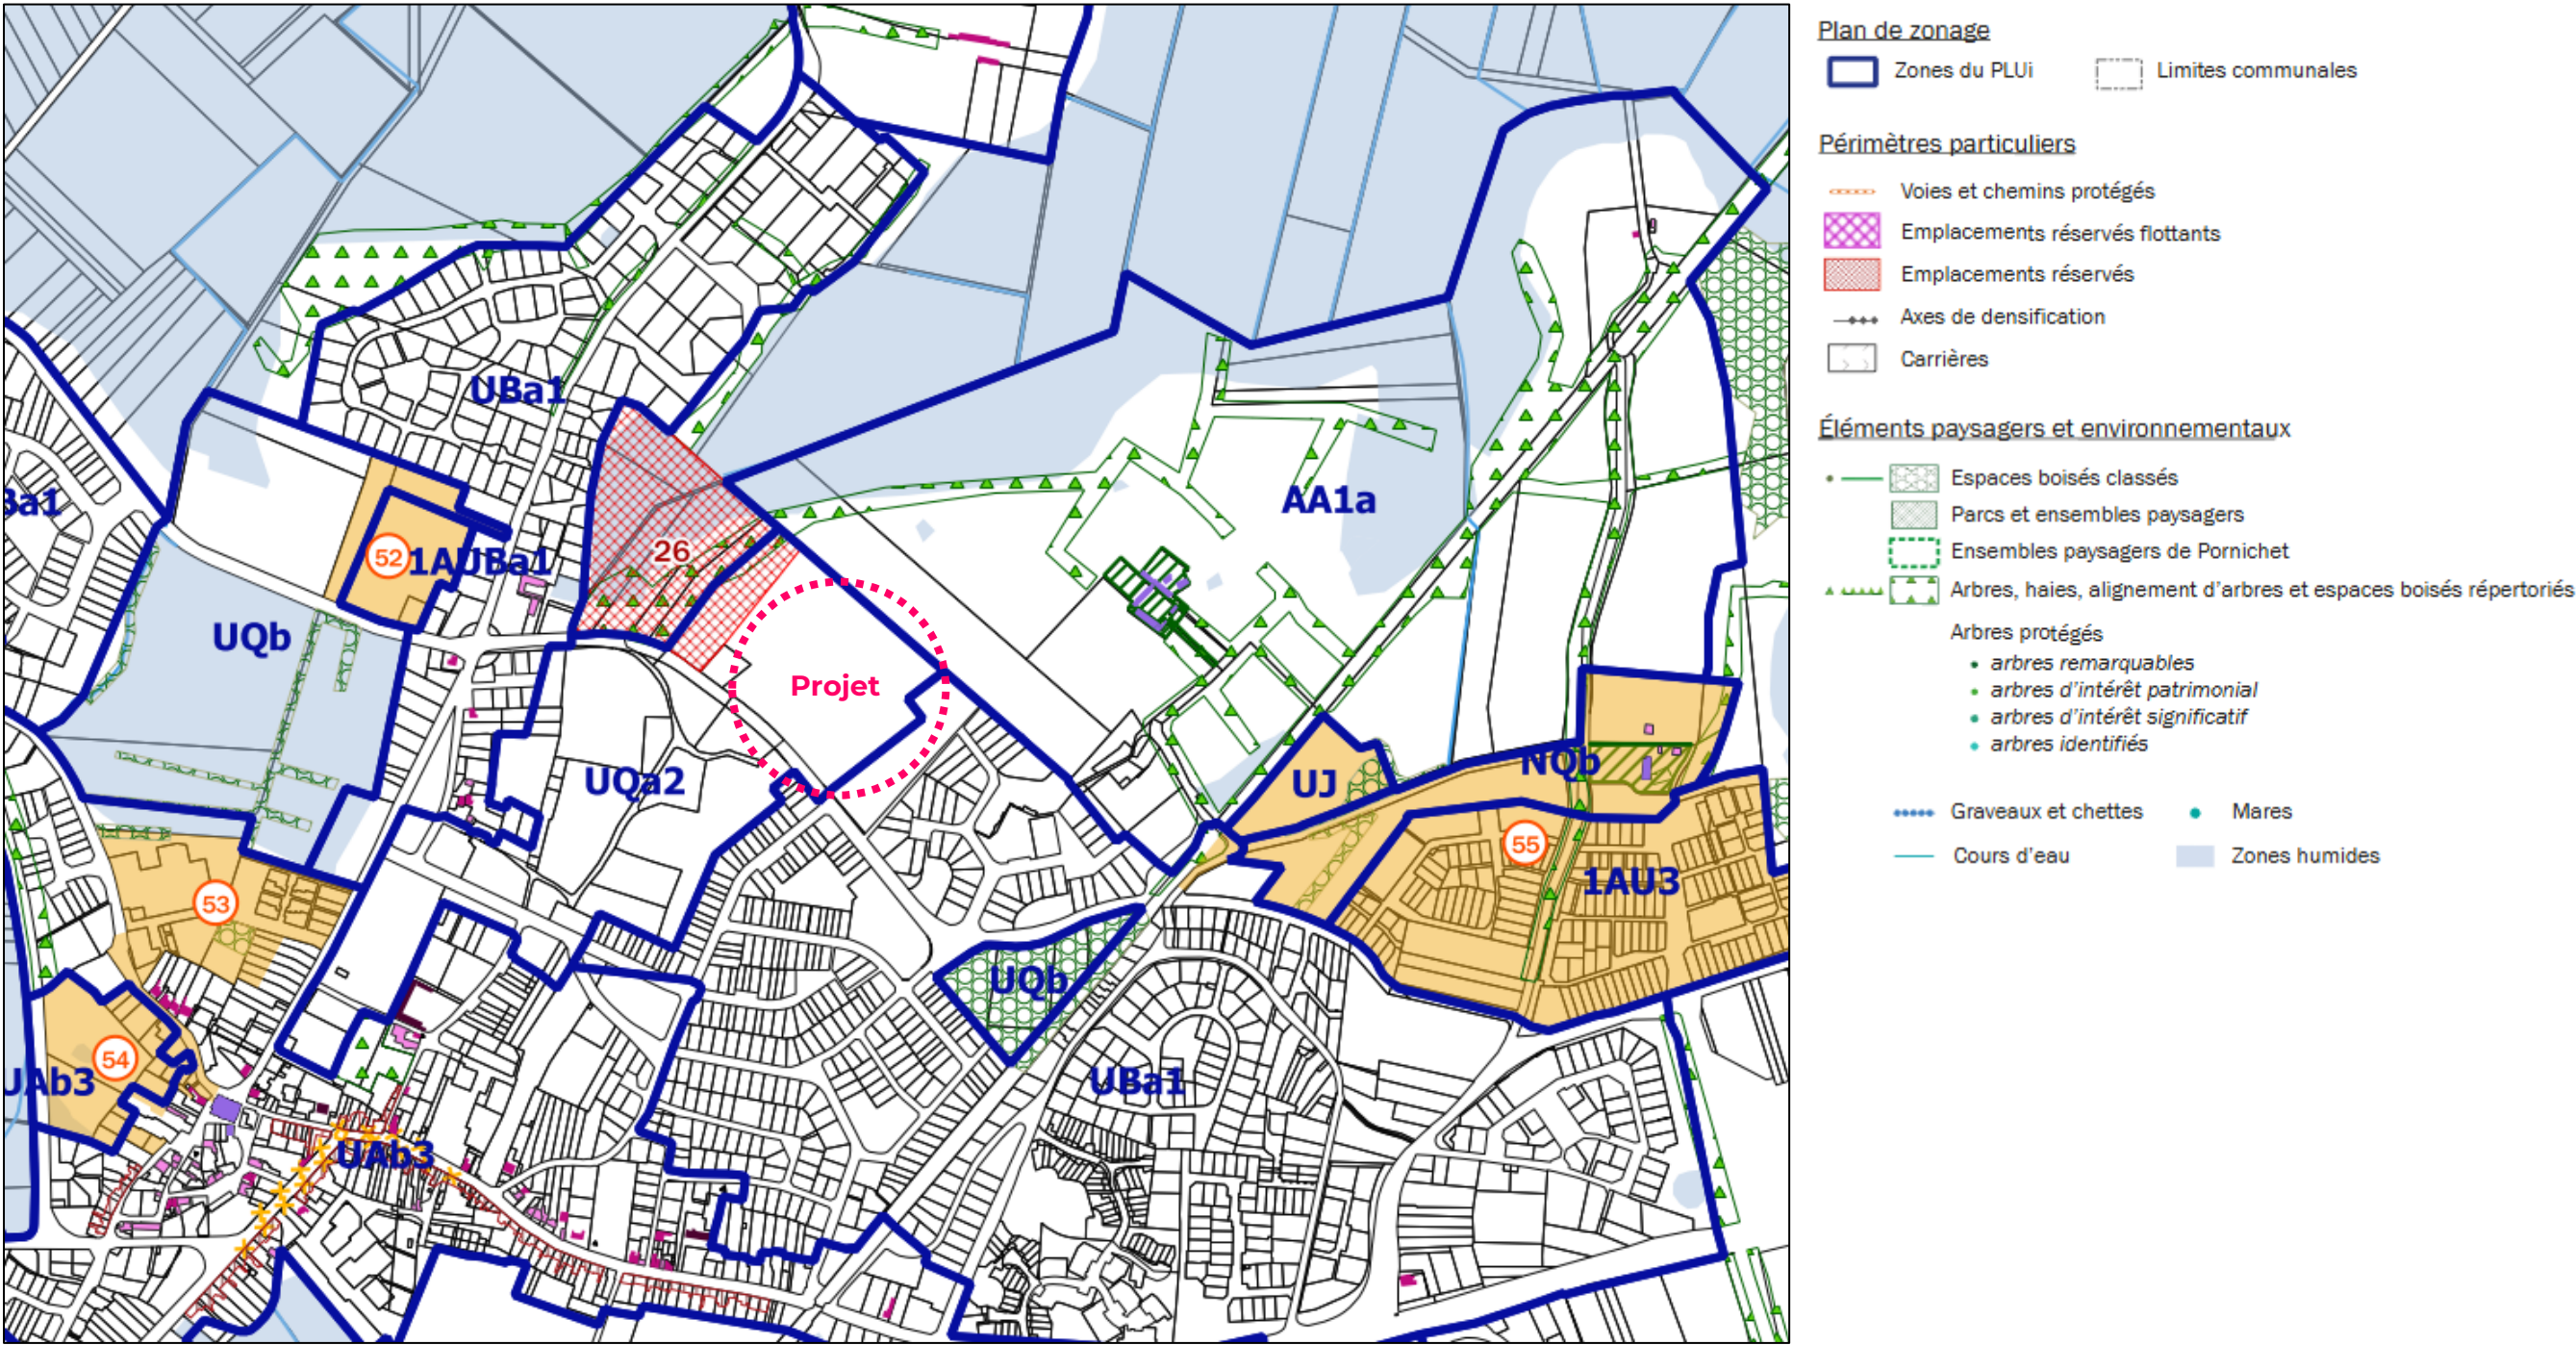 UBa1
Ba1
AA1a
52
1AUBa1
26
UQb
Projet
UQa2
UJ
NQb
55
1AU3
53
UQb
54
UAb3
UBa1
UAb3
Plan de zonage
Zones du PLUi
Limites communales
Périmètres particuliers
Voies et chemins protégés
Emplacements réservés flottants
Emplacements réservés
Axes de densification
Carrières
Éléments paysagers et environnementaux
Espaces boisés classés
Parcs et ensembles paysagers
Ensembles paysagers de Pornichet
Arbres, haies, alignement d'arbres et espaces boisés répertoriés
Arbres protégés
• arbres remarquables
• arbres d'intérêt patrimonial
• arbres d'intérêt significatif
• arbres identifiés
Graveaux et chettes
Mares
Cours d'eau
Zones humides